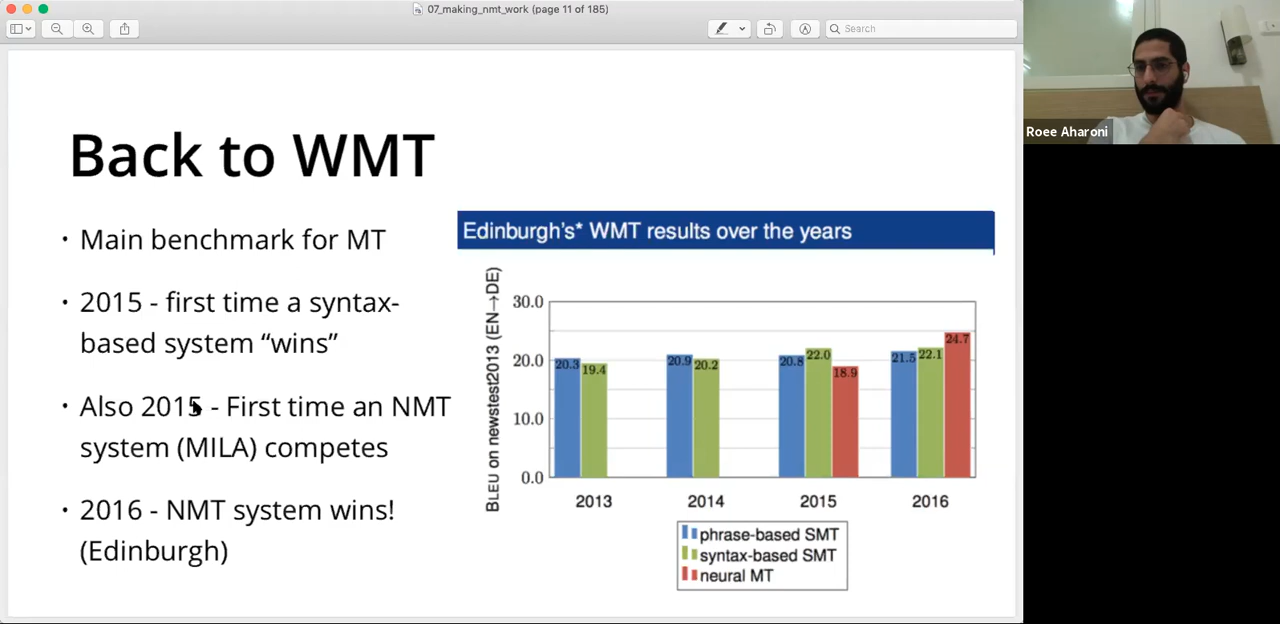 07_making_nmt_work (page 11 of 185)
Search
Roee Aharoni
Back to WMT
• Main benchmark for MT
• 2015 - first time a syntax-
based system “wins”
• Also 2015 - First time an NMT
system (MILA) competes
• 2016 - NMT system wins!
(Edinburgh)
Edinburgh's* WMT results over the years
BLEU on newstest2013 (EN→DE)
30.0
20.0
10.0
0.0
20.3
19.4
20.9
20.2
20.8
22.0
18.9
21.5
22.1
24.7
2013
2014
2015
2016
phrase-based SMT
syntax-based SMT
neural MT